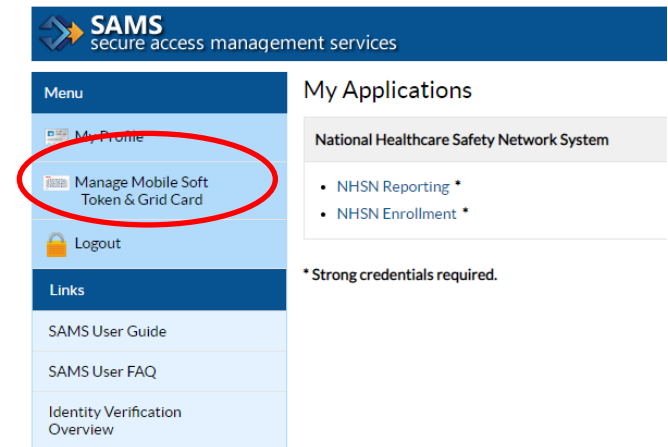 SAMS
secure access management services
Menu
My Profile
Manage Mobile Soft
Token & Grid Card
Logout
Links
SAMS User Guide
SAMS User FAQ
Identity Verification
Overview
My Applications
National Healthcare Safety Network System
• NHSN Reporting *
• NHSN Enrollment *
* Strong credentials required.